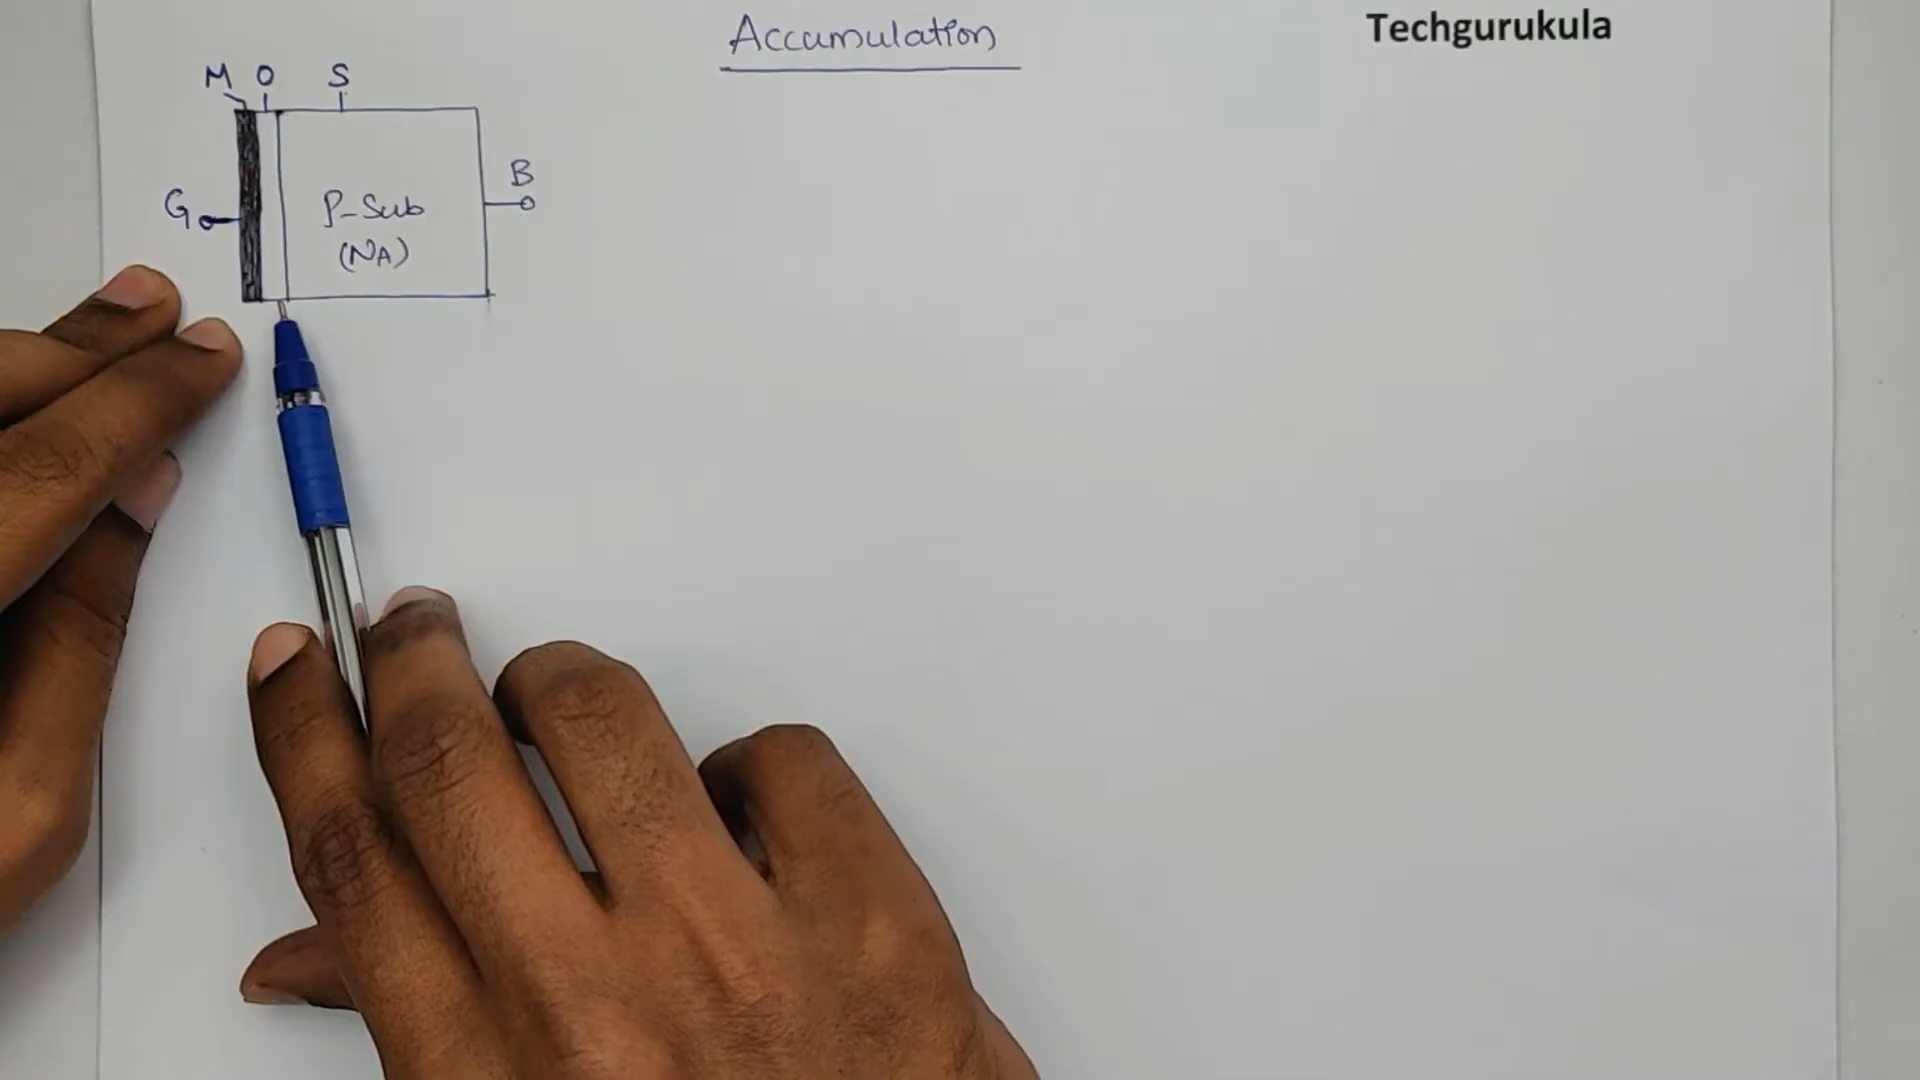 Accumulation
Techgurukula
M O S
G
B
P-Sub
(NA)